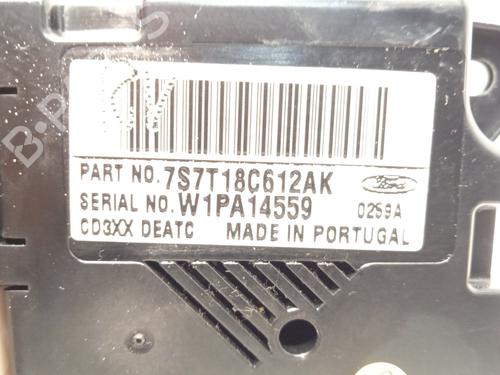 PART NO. 7S7T18C612AK
Ford
SERIAL NO. W1PA14559
0259A
CD3XX DEATC MADE IN PORTUGAL